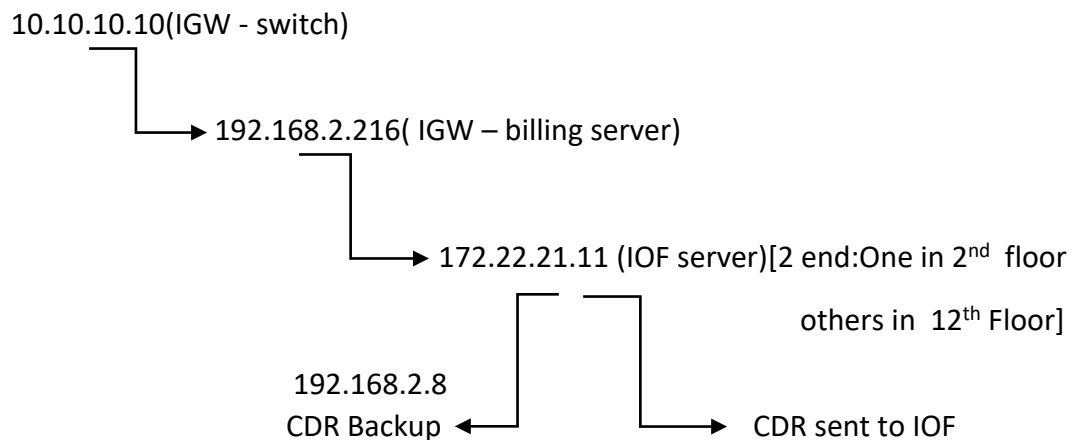 10.10.10.10(IGW - switch)
192.168.2.216( IGW – billing server)
172.22.21.11 (IOF server)[2 end:One in 2nd floor
others in 12th Floor]
192.168.2.8
CDR Backup
CDR sent to IOF